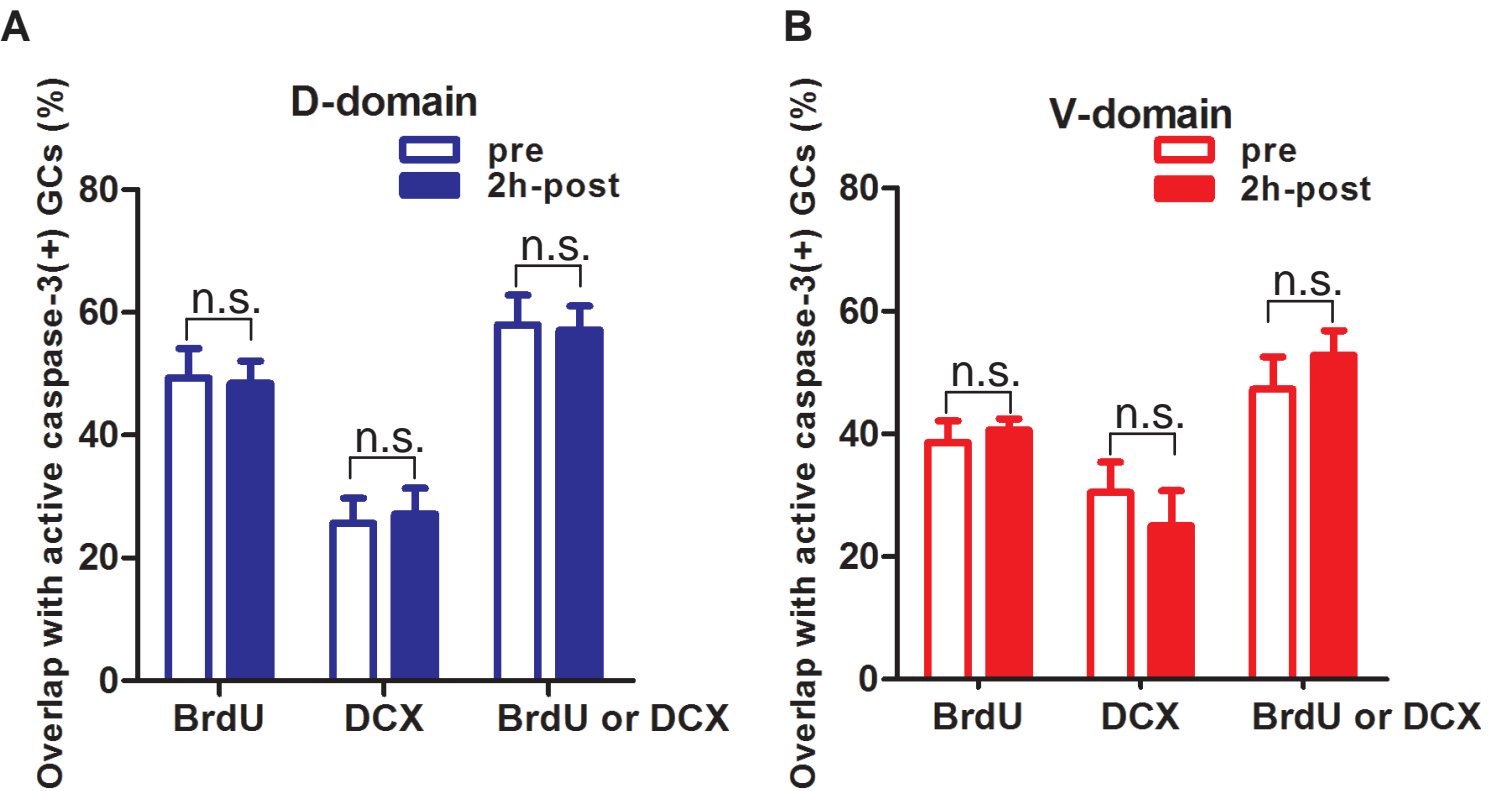 A
D-domain
pre
2h-post
Overlap with active caspase-3(+) GCs (%)
80
60
40
20
0
n.s.
n.s.
n.s.
BrdU
DCX
BrdU or DCX
B
V-domain
pre
2h-post
Overlap with active caspase-3(+) GCs (%)
80
60
40
20
0
n.s.
n.s.
n.s.
BrdU
DCX
BrdU or DCX